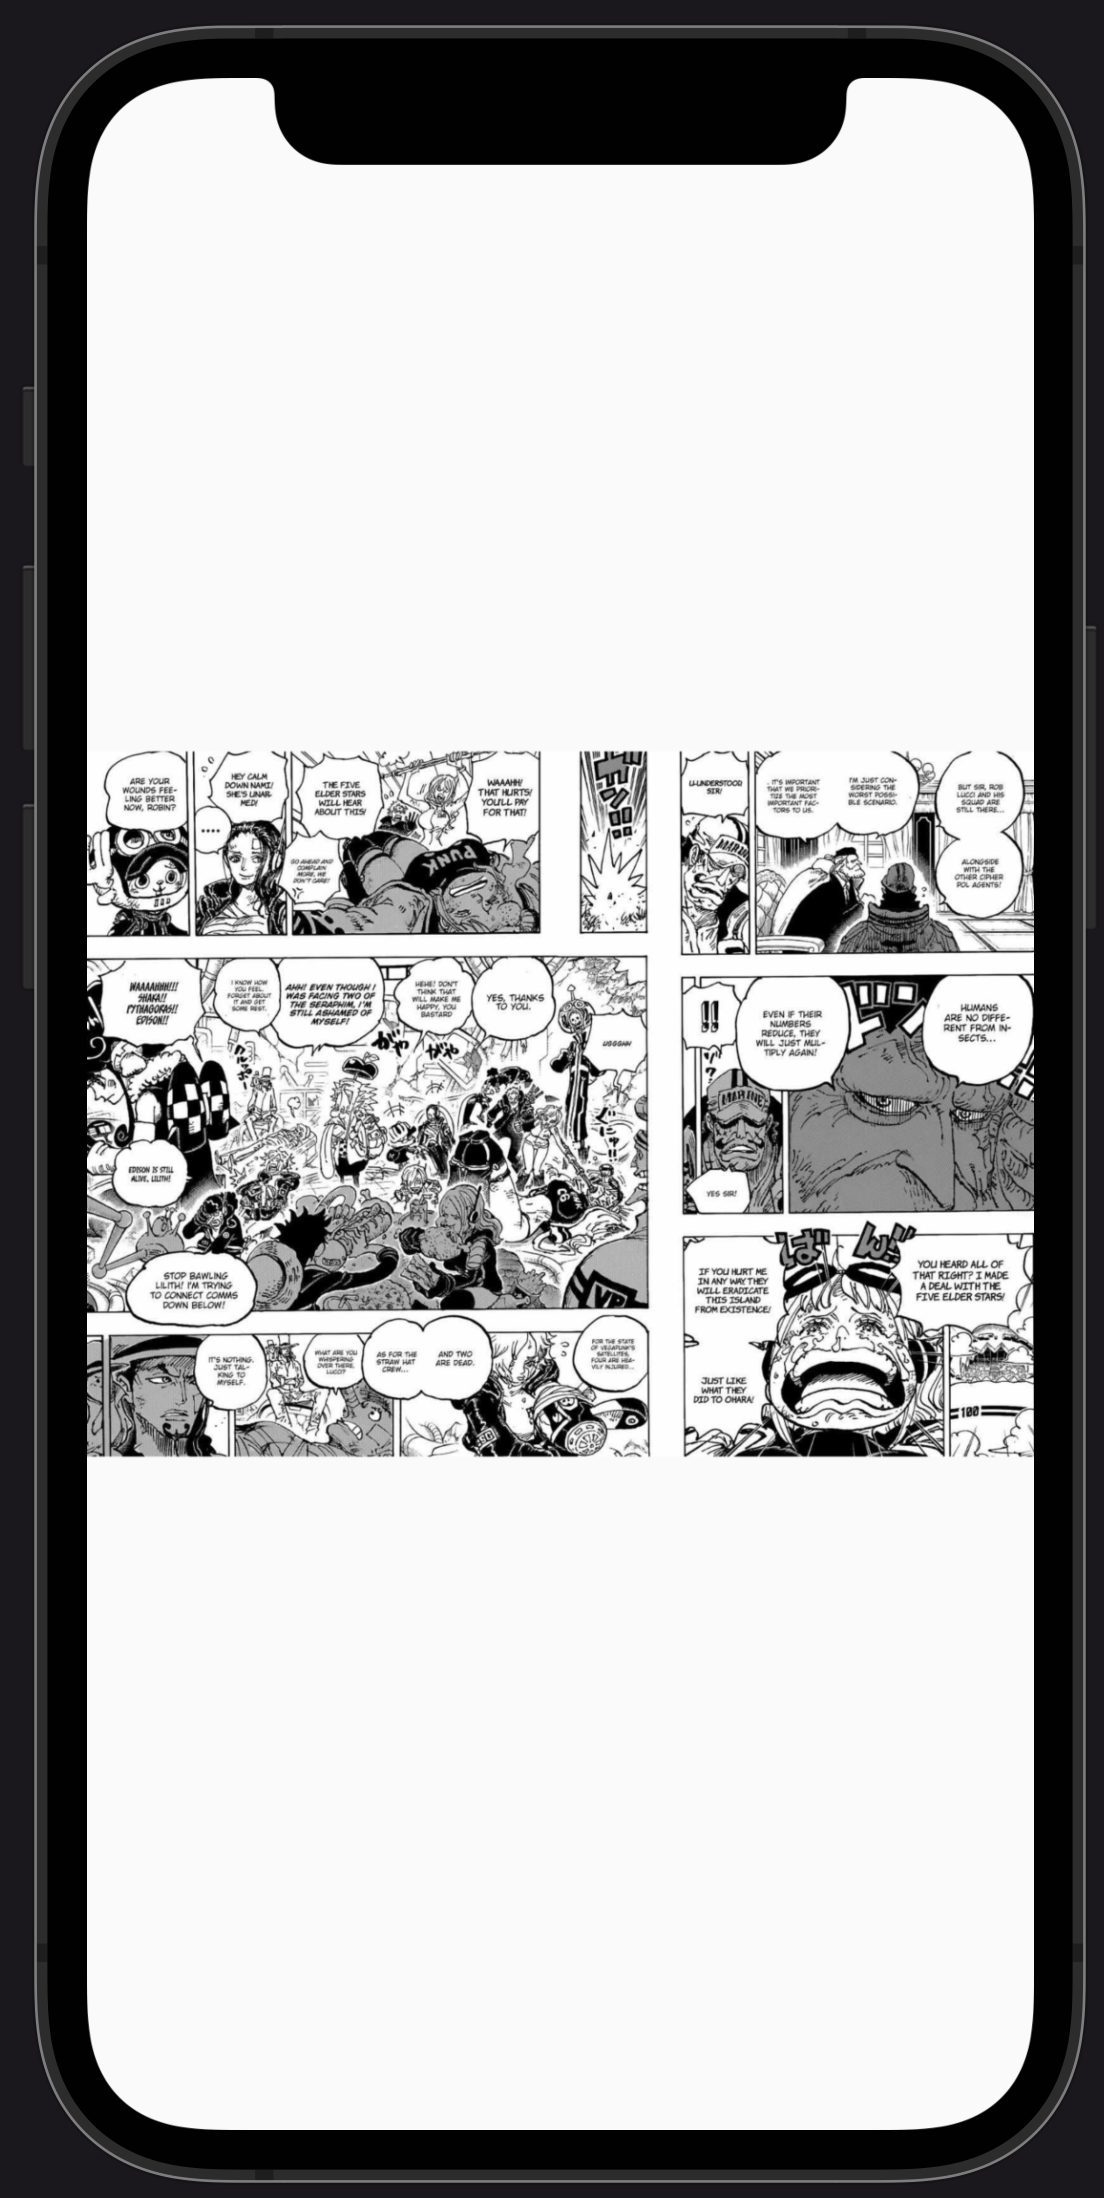 BUT SIR, ROB
LUCCI AND HIS
SQUAD ARE
STILL THERE...
ALONGSIDE
WITH THE
OTHER CIPHER
POL AGENTS!
I'M JUST CON-
SIDERING THE
WORST POSSI-
BLE SCENARIO.
IT'S IMPORTANT
THAT WE PRIORI-
TIZE THE MOST
IMPORTANT FAC-
TORS TO US.
U-UNDERSTOOD
SIR!
MARINE
HUMANS
ARE NO DIFFE-
RENT FROM IN-
SECTS...
EVEN IF THEIR
NUMBERS
REDUCE, THEY
WILL JUST MUL-
TIPLY AGAIN!
!!
MARINE
YES SIR!
100
YOU HEARD ALL OF
THAT RIGHT? I MADE
A DEAL WITH THE
FIVE ELDER STARS!
ばん
IF YOU HURT ME
IN ANY WAY THEY
WILL ERADICATE
THIS ISLAND
FROM EXISTENCE!
JUST LIKE
WHAT THEY
DID TO OHARA!
WAAAHH!
THAT HURTS!
YOU'LL PAY
FOR THAT!
THE FIVE
ELDER STARS
WILL HEAR
ABOUT THIS!
GO AHEAD AND
COMPLAIN
MORE, WE
DON'T CARE!
PUNK
HEY CALM
DOWN NAMI!
SHE'S UNAR-
MED!
....
ARE YOUR
WOUNDS FEE-
LING BETTER
NOW, ROBIN?
UGGGHH
YES, THANKS
TO YOU.
HEHE! DON'T
THINK THAT
WILL MAKE ME
HAPPY, YOU
BASTARD
がや
がや
AHH! EVEN THOUGH I
WAS FACING TWO OF
THE SERAPHIM, I'M
STILL ASHAMED OF
MYSELF!
I KNOW HOW
YOU FEEL.
FORGET ABOUT
IT AND GET
SOME REST.
WAAAAHHH!!!
SHAKA!!
PYTHAGORAS!!
EDISON!!
EDISON IS STILL
ALIVE, LILITH!
STOP BAWLING
LILITH! I'M TRYING
TO CONNECT COMMS
DOWN BELOW!
FOR THE STATE
OF VEGAPUNK'S
SATELLITES,
FOUR ARE HEA-
VILY INJURED...
AND TWO
ARE DEAD.
AS FOR THE
STRAW HAT
CREW...
WHAT ARE YOU
WHISPERING
OVER THERE,
LUCCI?
IT'S NOTHING.
JUST TAL-
KING TO
MYSELF.